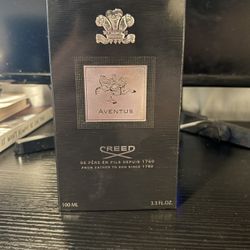 AVENTUS
CREED
DE PÈRE EN FILS DEPUIS 1760
FROM FATHER TO SON SINCE 1760
100 ML 3.3 FL.OZ.